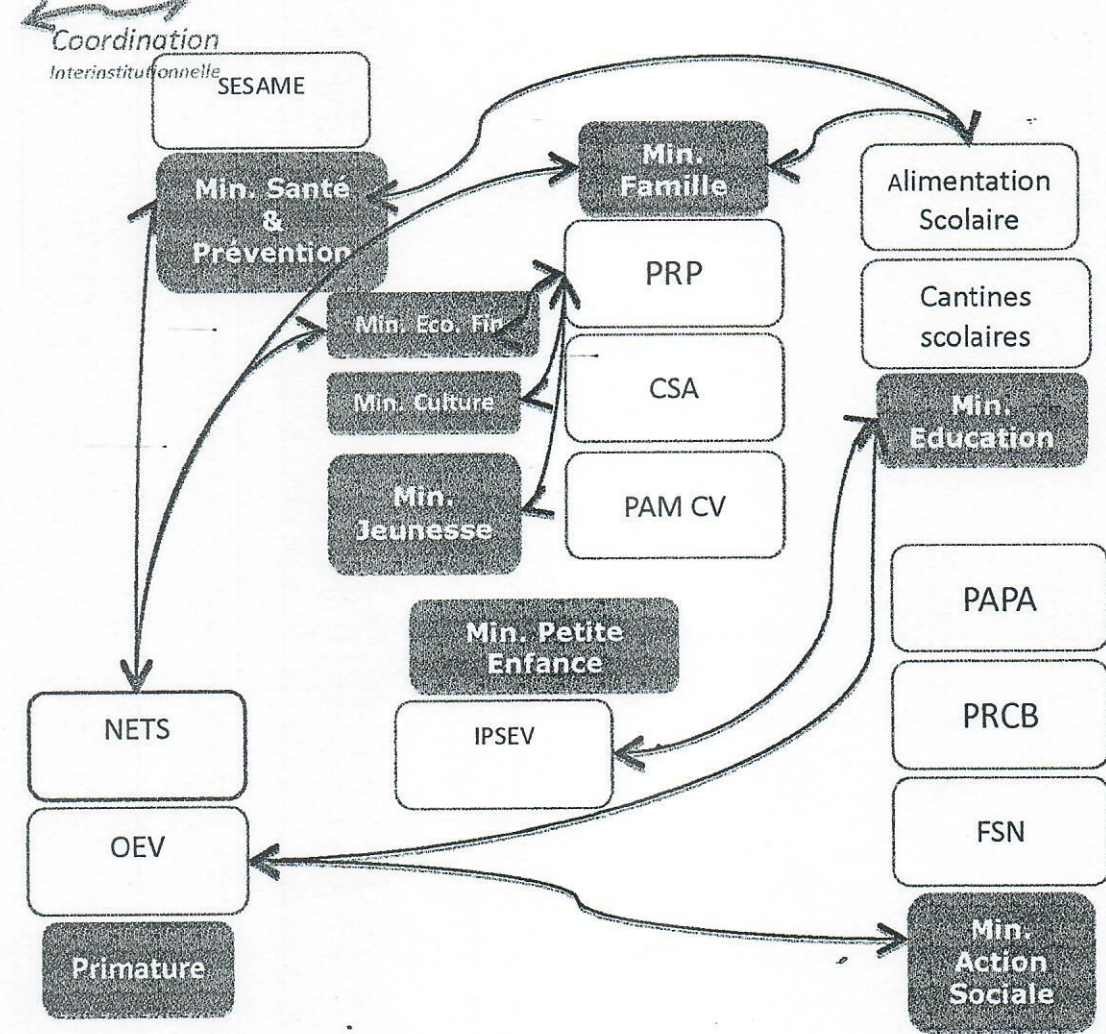 Coordination
Interinstitutionnelle
SESAME
Min. Santé
&
Prévention
Min.
Famille
Alimentation
Scolaire
PRP
Cantines
scolaires
Min. Eco. Fin
CSA
Min. Culture
Min.
Education
Min.
Jeunesse
PAM CV
PAPA
Min. Petite
Enfance
PRCB
NETS
IPSEV
FSN
OEV
Min.
Action
Sociale
Primature